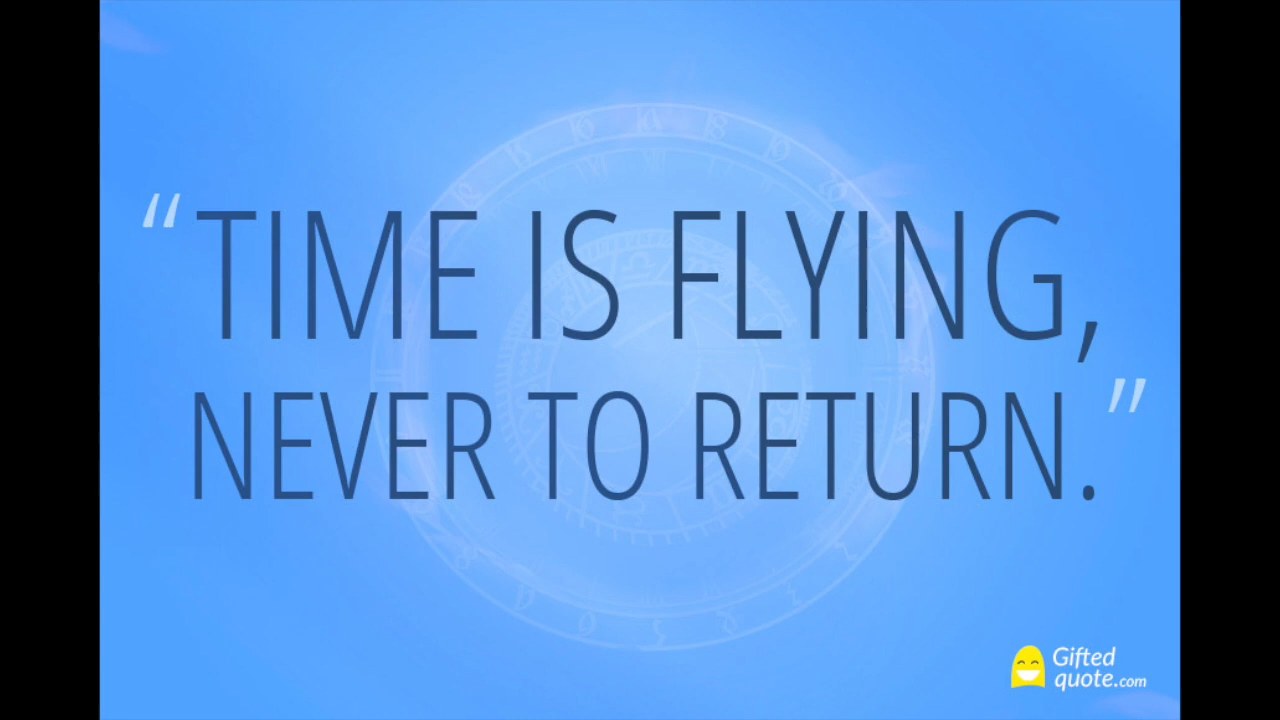 “TIME IS FLYING,
NEVER TO RETURN.”
Gifted
quote.com